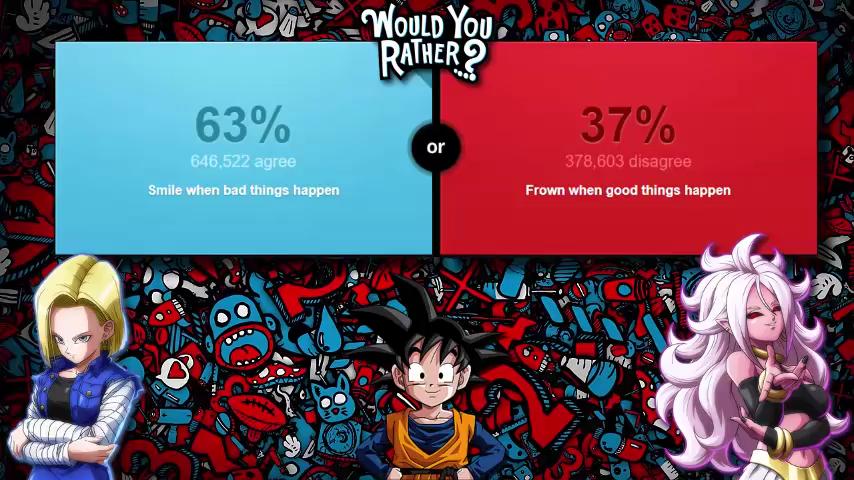 WOULD YOU
RATHER...?
63%
646,522 agree
Smile when bad things happen
or
37%
378,603 disagree
Frown when good things happen